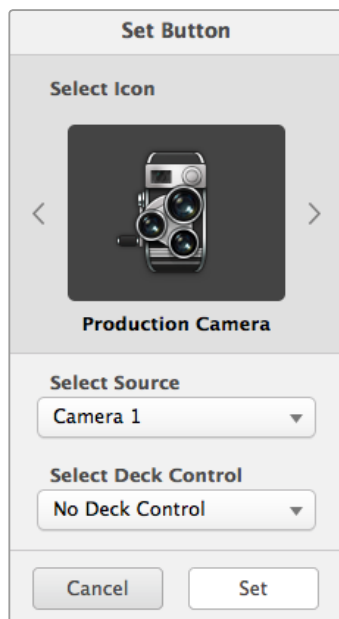 Set Button
Select Icon
Production Camera
Select Source
Camera 1
Select Deck Control
No Deck Control
Cancel
Set